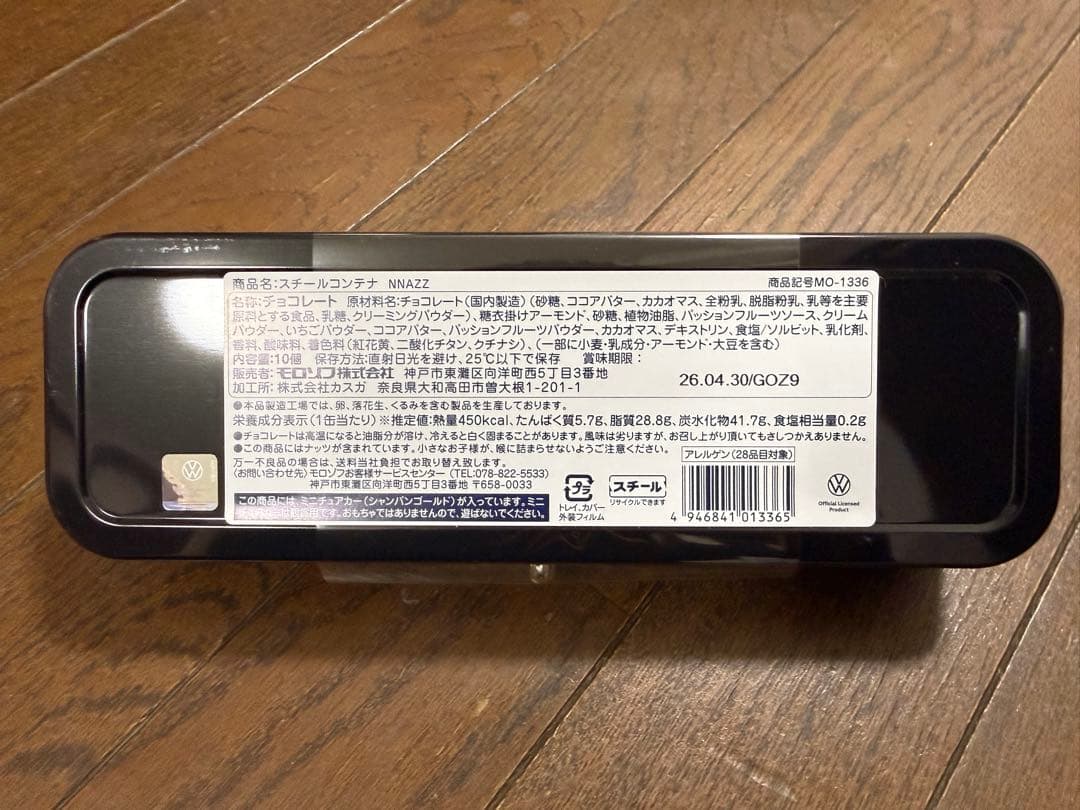 商品名:スチールコンテナ NNAZZ 商品記号MO-1336
名称:チョコレート 原材料名:チョコレート(国内製造)(砂糖、ココアバター、カカオマス、全粉乳、脱脂粉乳、乳等を主要
原料とする食品、乳糖、クリーミングパウダー)、糖衣掛けアーモンド、砂糖、植物油脂、パッションフルーツソース、クリーム
パウダー、いちごパウダー、ココアバター、パッションフルーツパウダー、カカオマス、デキストリン、食塩/ソルビット、乳化剤、
香料、酸味料、着色料(紅花黄、二酸化チタン、クチナシ)、(一部に小麦・乳成分・アーモンド・大豆を含む)
内容量:10個 保存方法:直射日光を避け、25℃以下で保存 賞味期限:
販売者:モロゾフ株式会社 神戸市東灘区向洋町西5丁目3番地
26.04.30/GOZ9
加工所:株式会社カスガ 奈良県大和高田市曽大根1-201-1
●本品製造工場では、卵、落花生、くるみを含む製品を生産しております。
栄養成分表示(1缶当たり)※推定値:熱量450kcal、たんぱく質5.7g、脂質28.8g、炭水化物41.7g、食塩相当量0.2g
●チョコレートは高温になると油脂分が溶け、冷えると白く固まることがあります。風味は劣りますが、お召し上がり頂いてもさしつかえありません。
●この商品にはナッツが含まれています。小さなお子様が、喉に詰まらせないようご注意ください。
アレルゲン(28品目対象)
万一不良品の場合は、送料当社負担でお取り替え致します。
(お問い合わせ先)モロゾフお客様サービスセンター(TEL:078-822-5533)
神戸市東灘区向洋町西5丁目3番地 〒658-0033
この商品には、ミニチュアカー(シャンパンゴールド)が入っています。ミニ
です。おもちゃではありませんので、遊ばないでください。
プラ
トレイ、カバー
外装フィルム
スチール
リサイクルできます
4 946841 013365
Official Licensed
Product